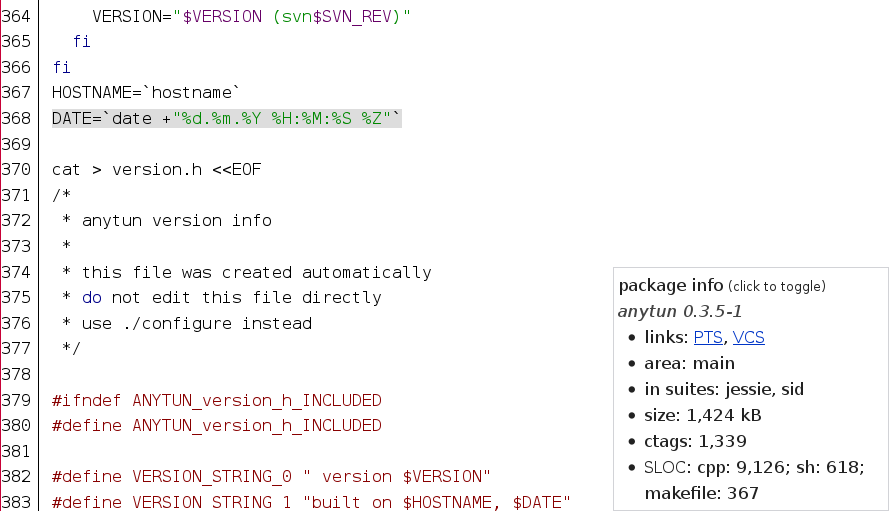 364 VERSION="$VERSION (svn$SVN_REV)"
365 fi
366 fi
367 HOSTNAME=`hostname`
368 DATE=`date +"%d.%m.%Y %H:%M:%S %Z"`
369
370 cat > version.h <<EOF
371 /*
372 * anytun version info
373 *
374 * this file was created automatically
375 * do not edit this file directly
376 * use ./configure instead
377 */
378
379 #ifndef ANYTUN_version_h_INCLUDED
380 #define ANYTUN_version_h_INCLUDED
381
382 #define VERSION_STRING_0 " version $VERSION"
383 #define VERSION_STRING_1 "built on $HOSTNAME, $DATE"
package info (click to toggle)
anytun 0.3.5-1
• links: PTS, VCS
• area: main
• in suites: jessie, sid
• size: 1,424 kB
• ctags: 1,339
• SLOC: cpp: 9,126; sh: 618;
makefile: 367